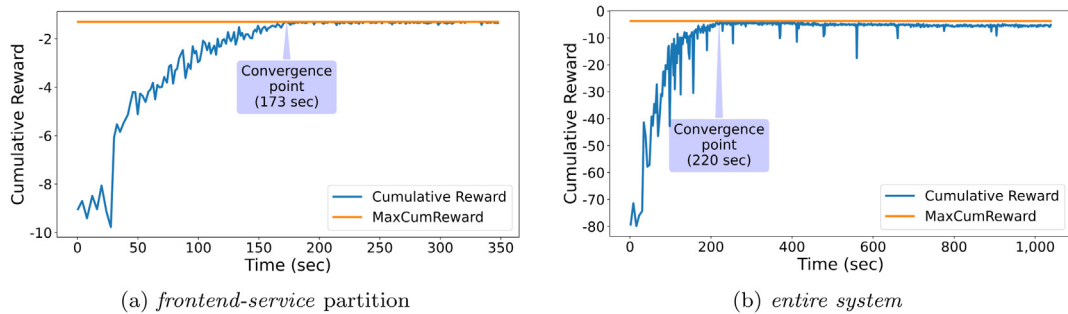 Cumulative Reward
-2
-4
-6
-8
-10
0
50
100
150
200
250
300
350
Time (sec)
Convergence
point
(173 sec)
Cumulative Reward
MaxCumReward
(a) frontend-service partition
Cumulative Reward
0
-10
-20
-30
-40
-50
-60
-70
-80
0
200
400
600
800
1,000
Time (sec)
Convergence
point
(220 sec)
Cumulative Reward
MaxCumReward
(b) entire system